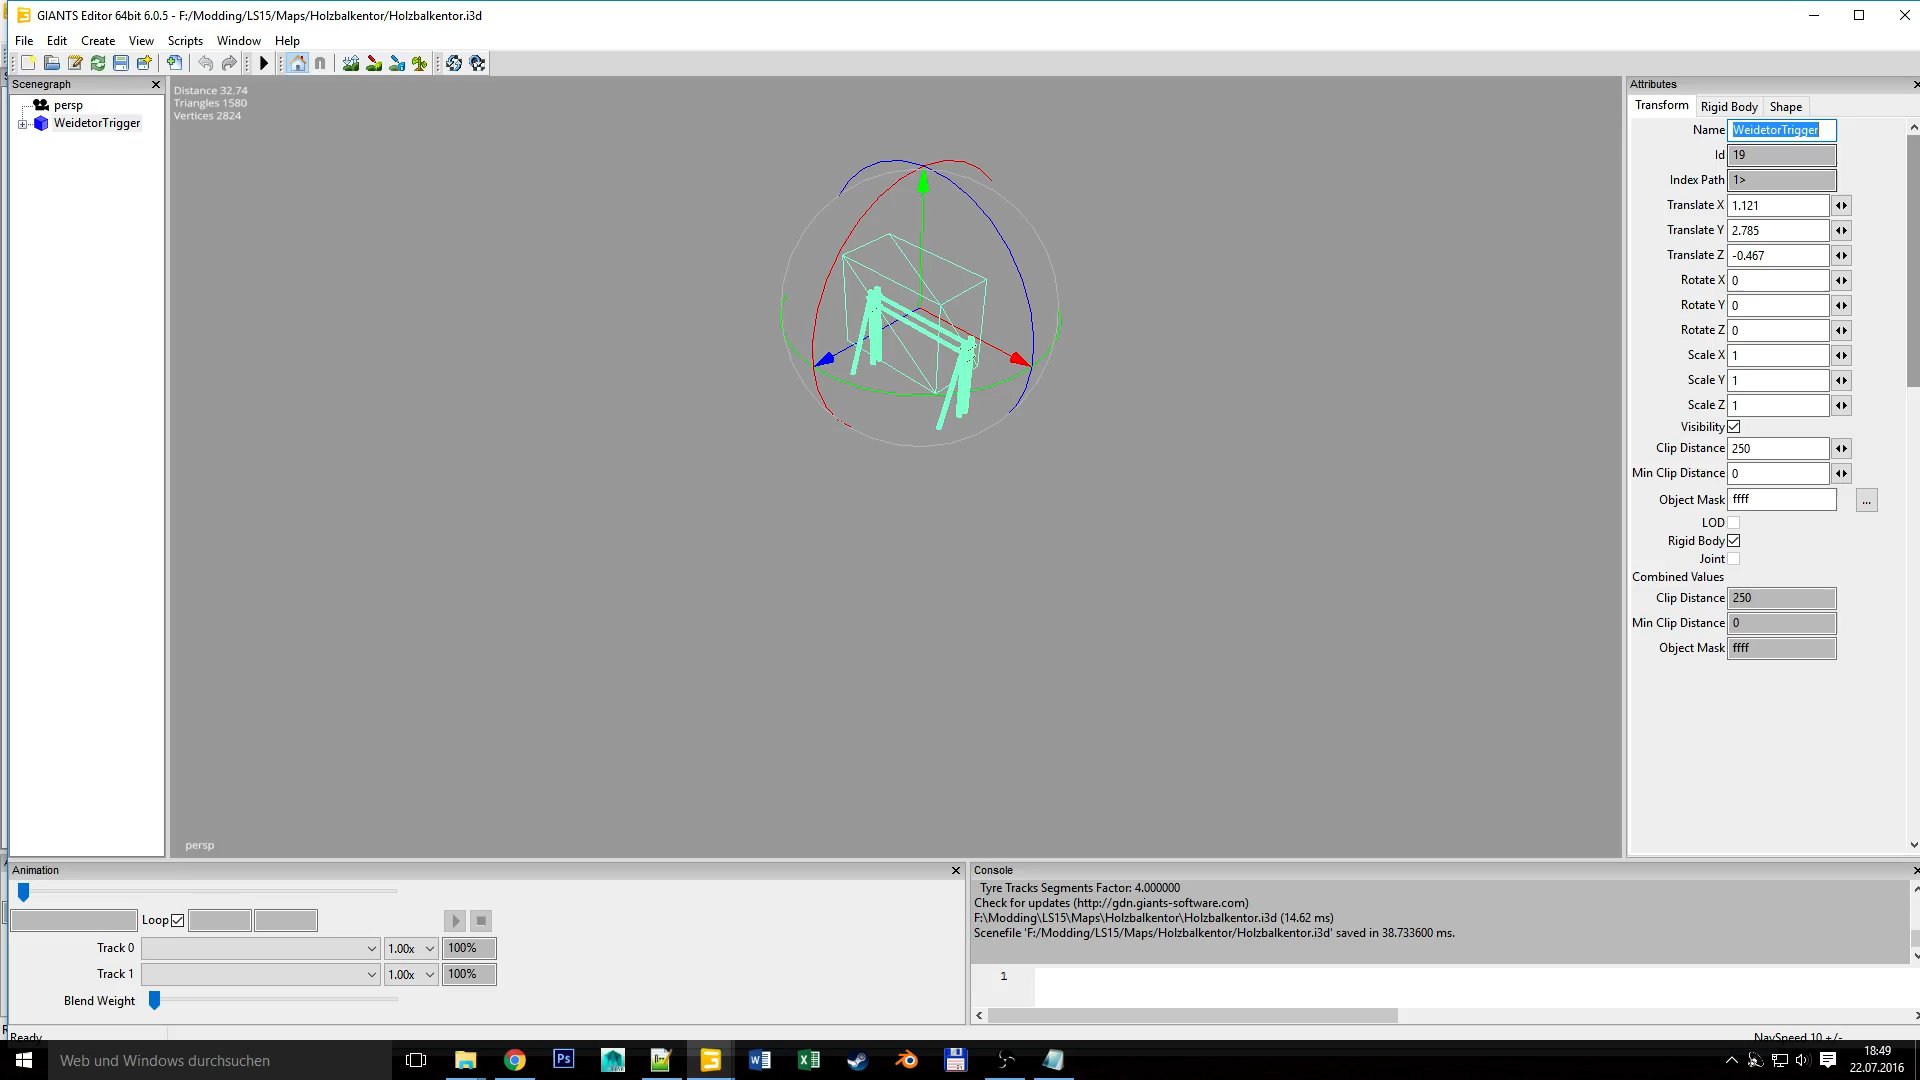 GIANTS Editor 64bit 6.0.5 - F:/Modding/LS15/Maps/Holzbalkentor/Holzbalkentor.i3d
File Edit Create View Scripts Window Help
Scenegraph
persp
WeidetorTrigger
Distance 32.74
Triangles 1580
Vertices 2824
persp
Attributes
Transform Rigid Body Shape
Name WeidetorTrigger
Id 19
Index Path 1>
Translate X 1.121
Translate Y 2.785
Translate Z -0.467
Rotate X 0
Rotate Y 0
Rotate Z 0
Scale X 1
Scale Y 1
Scale Z 1
Visibility
Clip Distance 250
Min Clip Distance 0
Object Mask ffff ...
LOD
Rigid Body
Joint
Combined Values
Clip Distance 250
Min Clip Distance 0
Object Mask ffff
Animation
Loop
Track 0 1.00x 100%
Track 1 1.00x 100%
Blend Weight
Console
Tyre Tracks Segments Factor: 4.000000
Check for updates (http://gdn.giants-software.com)
F:\Modding\LS15\Maps\Holzbalkentor\Holzbalkentor.i3d (14.62 ms)
Scenefile 'F:/Modding/LS15/Maps/Holzbalkentor/Holzbalkentor.i3d' saved in 38.733600 ms.
1
Ready
NavSpeed 10 +/-
Web und Windows durchsuchen
Ps
18:49
22.07.2016